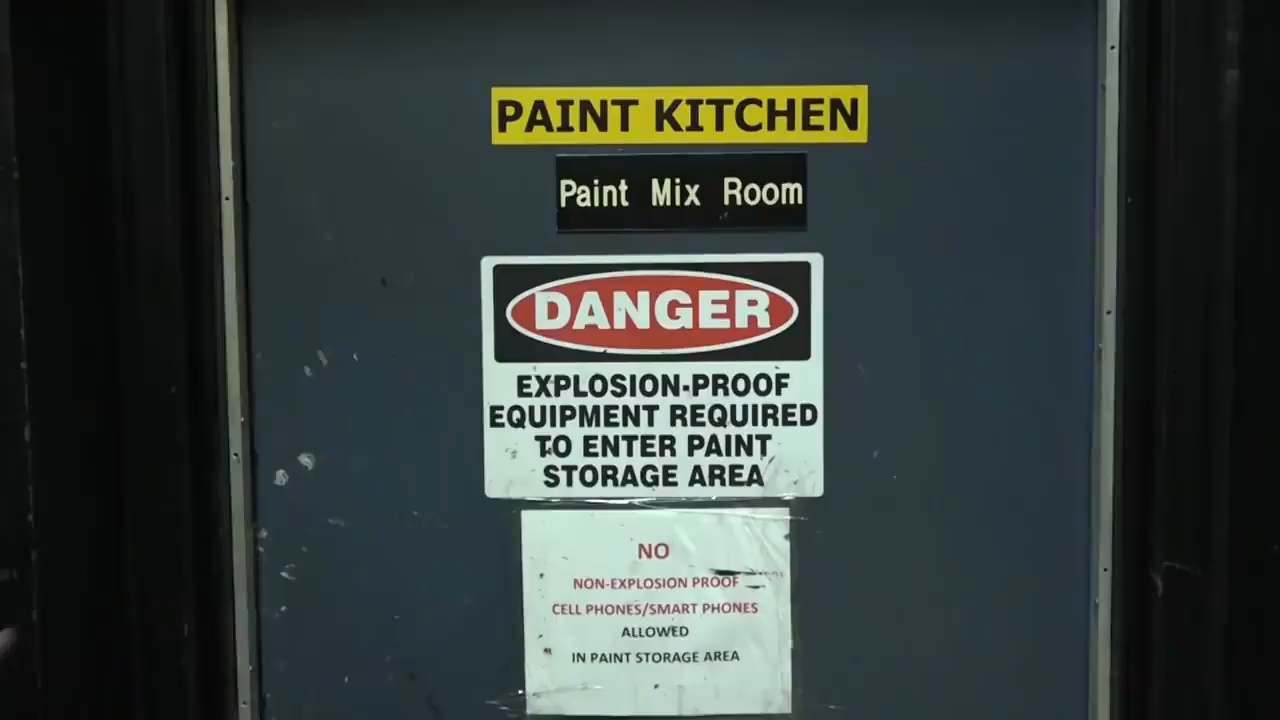 PAINT KITCHEN
Paint Mix Room
DANGER
EXPLOSION-PROOF
EQUIPMENT REQUIRED
TO ENTER PAINT
STORAGE AREA
NO
NON-EXPLOSION PROOF
CELL PHONES/SMART PHONES
ALLOWED
IN PAINT STORAGE AREA